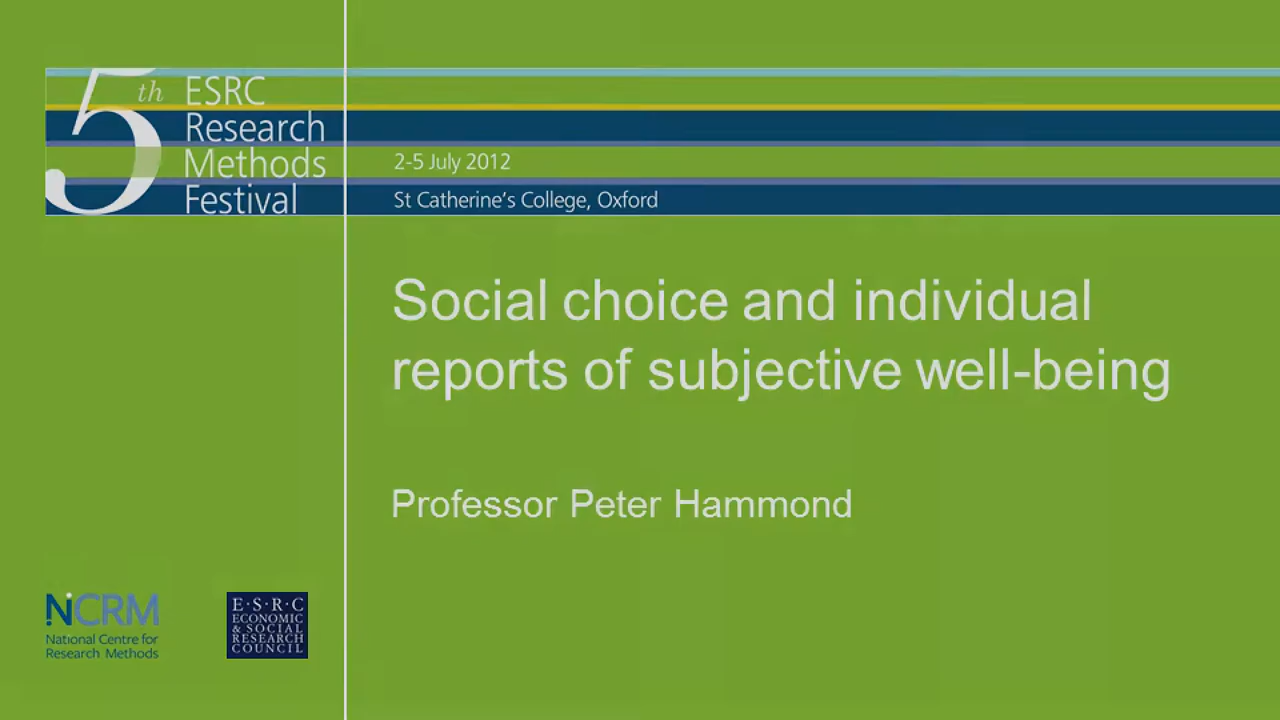 5th ESRC
Research
Methods
Festival
2-5 July 2012
St Catherine's College, Oxford
Social choice and individual
reports of subjective well-being
Professor Peter Hammond
NCRM
National Centre for
Research Methods
E·S·R·C
ECONOMIC
& SOCIAL
RESEARCH
COUNCIL